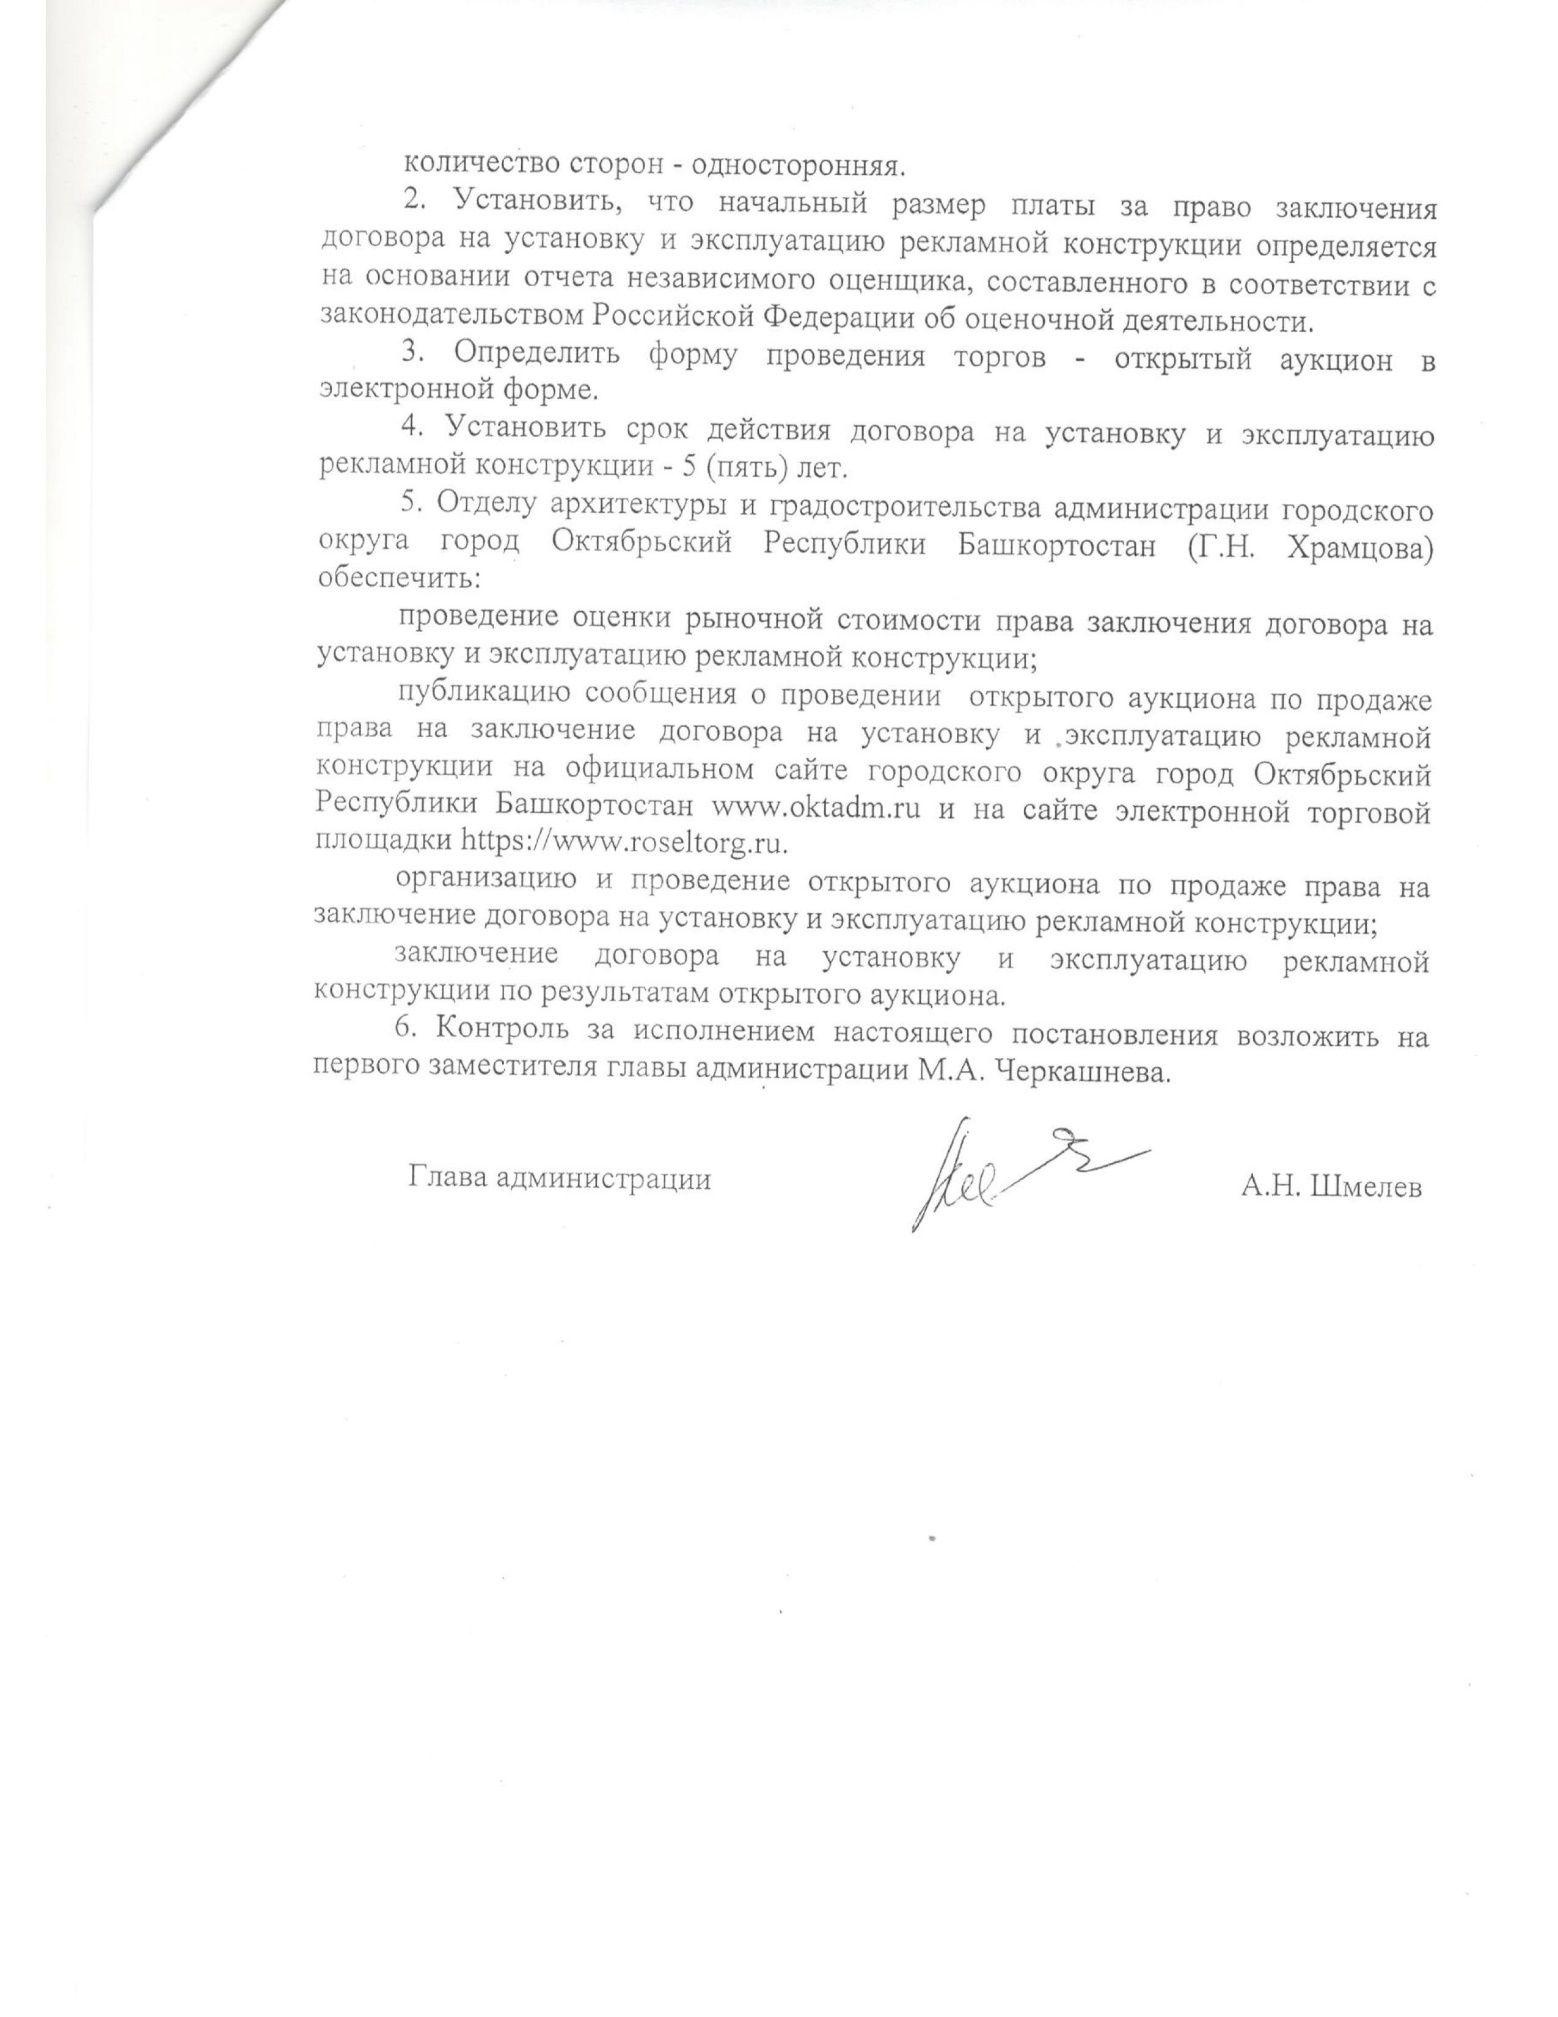 количество сторон - односторонняя.
2. Установить, что начальный размер платы за право заключения
договора на установку и эксплуатацию рекламной конструкции определяется
на основании отчета независимого оценщика, составленного в соответствии с
законодательством Российской Федерации об оценочной деятельности.
3. Определить форму проведения торгов - открытый аукцион в
электронной форме.
4. Установить срок действия договора на установку и эксплуатацию
рекламной конструкции - 5 (пять) лет.
5. Отделу архитектуры и градостроительства администрации городского
округа город Октябрьский Республики Башкортостан (Г.Н. Храмцова)
обеспечить:
проведение оценки рыночной стоимости права заключения договора на
установку и эксплуатацию рекламной конструкции;
публикацию сообщения о проведении открытого аукциона по продаже
права на заключение договора на установку и эксплуатацию рекламной
конструкции на официальном сайте городского округа город Октябрьский
Республики Башкортостан www.oktadm.ru и на сайте электронной торговой
площадки https://www.roseltorg.ru.
организацию и проведение открытого аукциона по продаже права на
заключение договора на установку и эксплуатацию рекламной конструкции;
заключение договора на установку и эксплуатацию рекламной
конструкции по результатам открытого аукциона.
6. Контроль за исполнением настоящего постановления возложить на
первого заместителя главы администрации М.А. Черкашнева.
Глава администрации А.Н. Шмелев